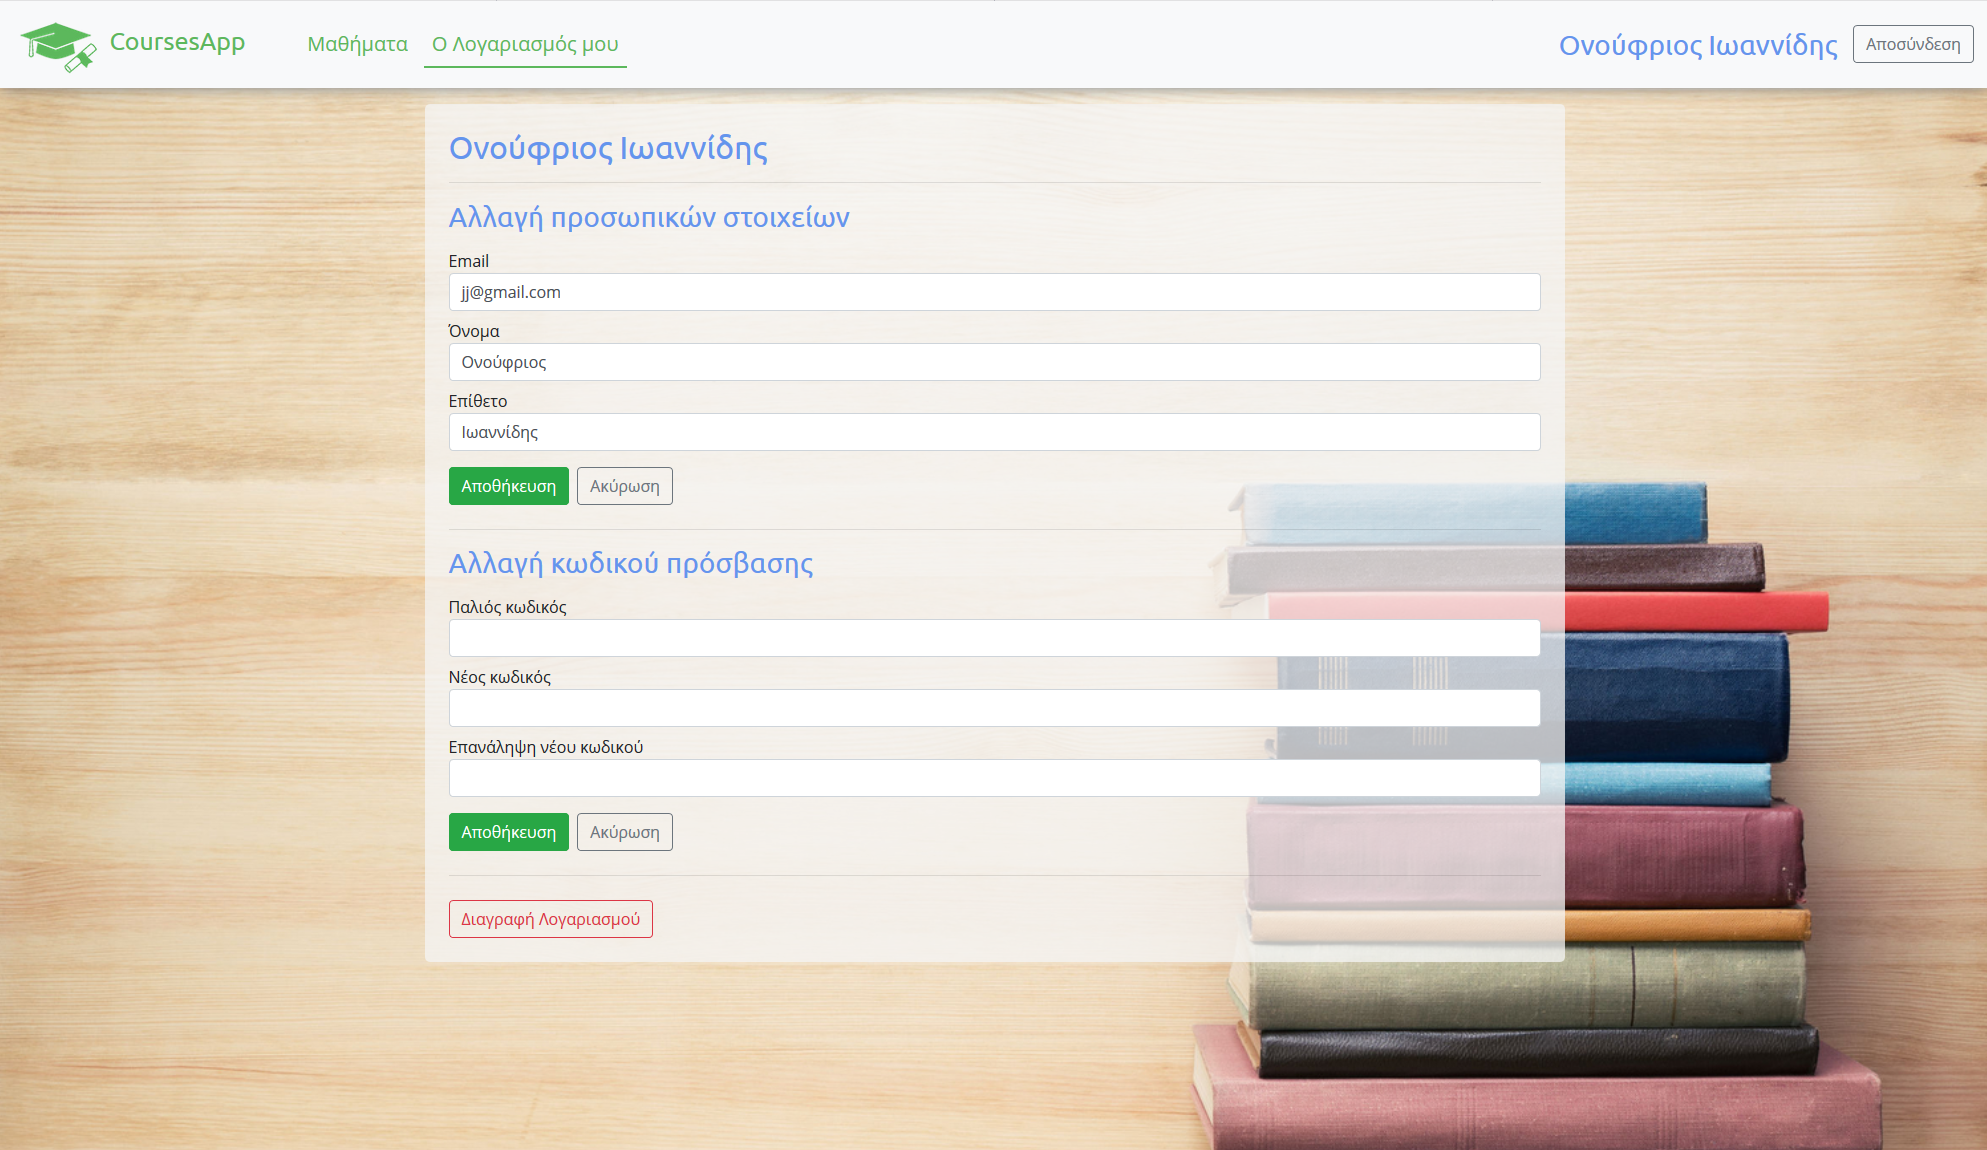 CoursesApp
Μαθήματα
Ο Λογαριασμός μου
Ονούφριος Ιωαννίδης
Αποσύνδεση
Ονούφριος Ιωαννίδης
Αλλαγή προσωπικών στοιχείων
Email
jj@gmail.com
Όνομα
Ονούφριος
Επίθετο
Ιωαννίδης
Αποθήκευση
Ακύρωση
Αλλαγή κωδικού πρόσβασης
Παλιός κωδικός
Νέος κωδικός
Επανάληψη νέου κωδικού
Αποθήκευση
Ακύρωση
Διαγραφή Λογαριασμού